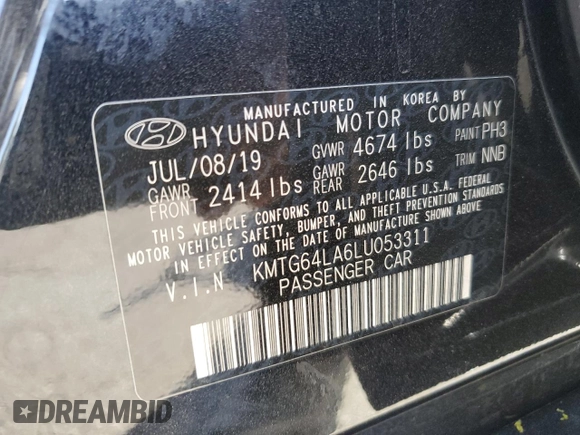 MANUFACTURED IN KOREA BY
HYUNDAI MOTOR COMPANY
JUL/08/19 GVWR 4674 lbs PAINT PH3
GAWR FRONT 2414 lbs GAWR REAR 2646 lbs TRIM NNB
THIS VEHICLE CONFORMS TO ALL APPLICABLE U.S.A. FEDERAL
MOTOR VEHICLE SAFETY, BUMPER, AND THEFT PREVENTION STANDARDS
IN EFFECT ON THE DATE OF MANUFACTURE SHOWN ABOVE.
V.I.N KMTG64LA6LU053311
PASSENGER CAR
DREAMBID